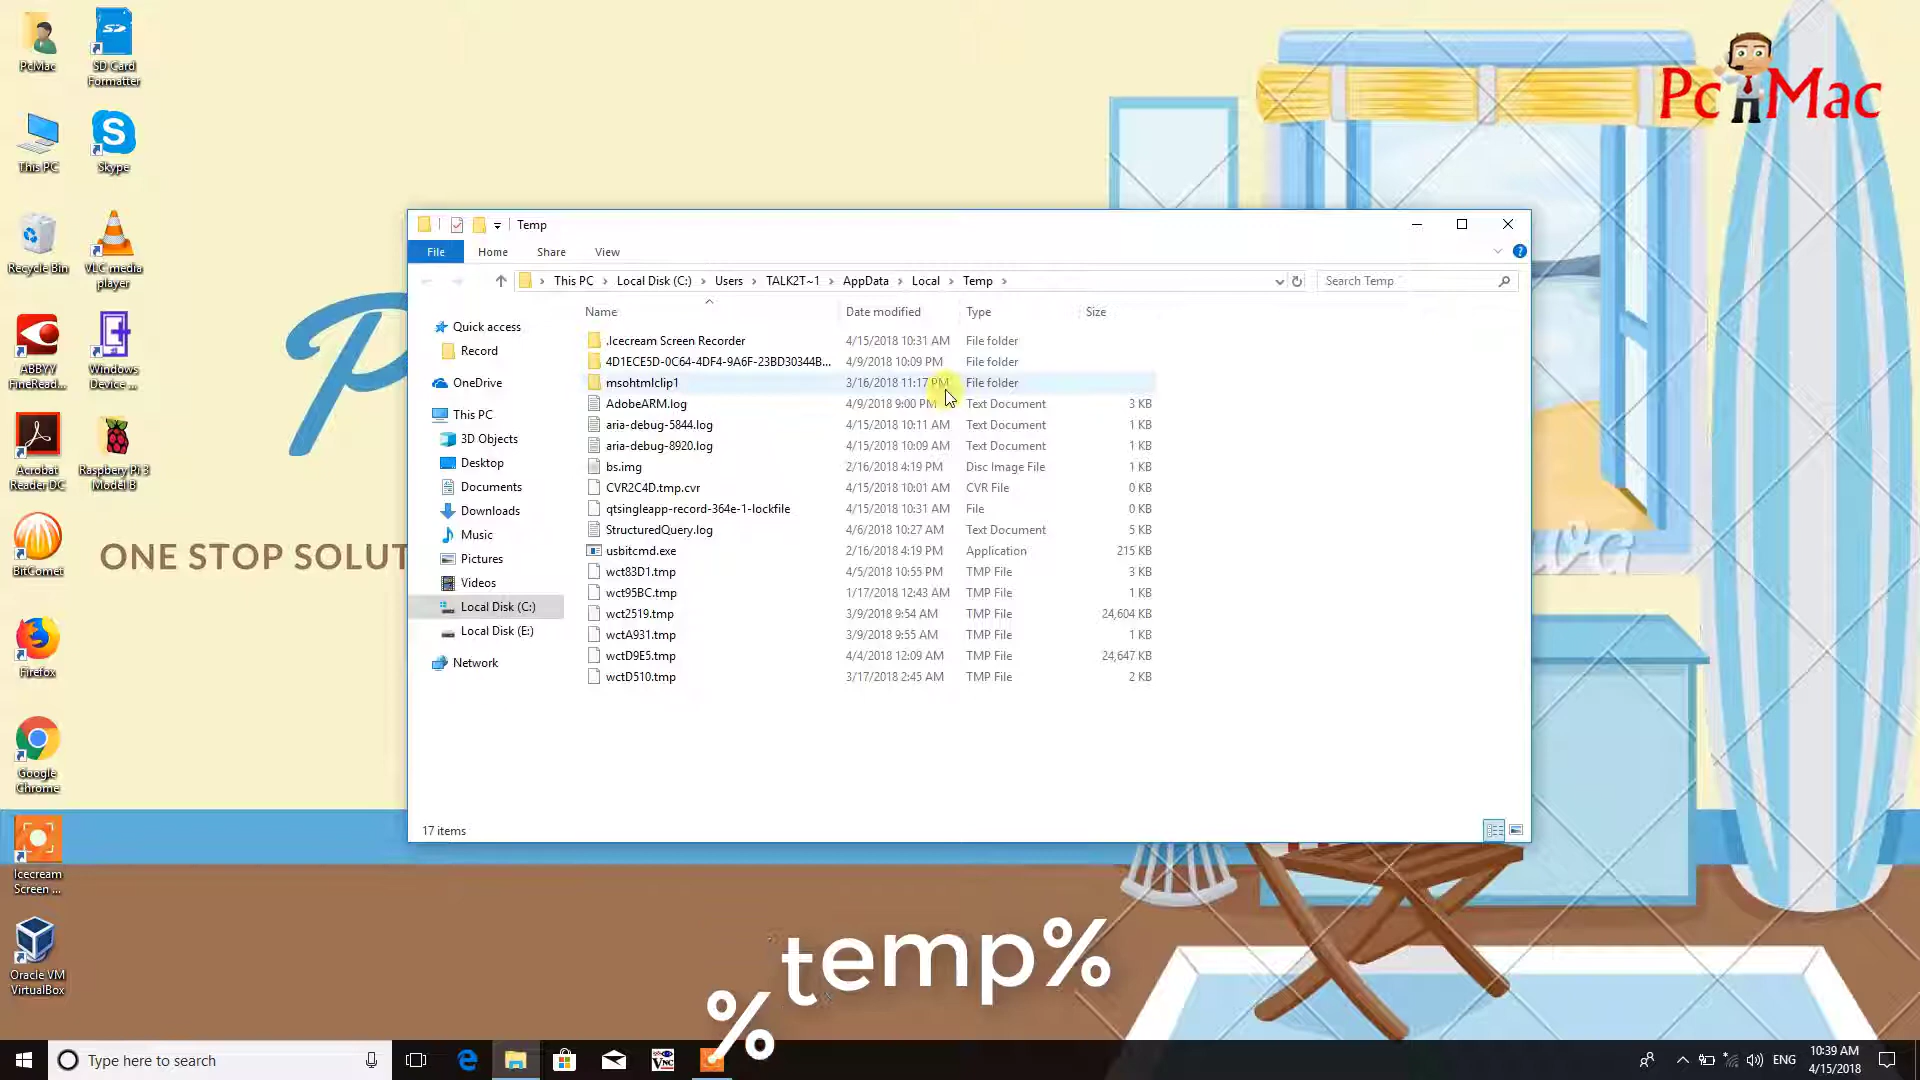 PcMac
SD Card
Formatter
This PC
Skype
Recycle Bin
VLC media
player
ABBYY
FineRead...
Windows
Device ...
Acrobat
Reader DC
Raspbery Pi 3
Model B
BitComet
Firefox
Google
Chrome
Icecream
Screen ...
Oracle VM
VirtualBox
Pc Mac
P
ONE STOP SOLUT
Temp
File
Home
Share
View
This PC
Local Disk (C:)
Users
TALK2T~1
AppData
Local
Temp
Search Temp
Quick access
Record
OneDrive
This PC
3D Objects
Desktop
Documents
Downloads
Music
Pictures
Videos
Local Disk (C:)
Local Disk (E:)
Network
Name Date modified Type Size
.Icecream Screen Recorder 4/15/2018 10:31 AM File folder
4D1ECE5D-0C64-4DF4-9A6F-23BD30344B... 4/9/2018 10:09 PM File folder
msohtmlclip1 3/16/2018 11:17 PM File folder
AdobeARM.log 4/9/2018 9:00 PM Text Document 3 KB
aria-debug-5844.log 4/15/2018 10:11 AM Text Document 1 KB
aria-debug-8920.log 4/15/2018 10:09 AM Text Document 1 KB
bs.img 2/16/2018 4:19 PM Disc Image File 1 KB
CVR2C4D.tmp.cvr 4/15/2018 10:01 AM CVR File 0 KB
qtsingleapp-record-364e-1-lockfile 4/15/2018 10:31 AM File 0 KB
StructuredQuery.log 4/6/2018 10:27 AM Text Document 5 KB
usbitcmd.exe 2/16/2018 4:19 PM Application 215 KB
wct83D1.tmp 4/5/2018 10:55 PM TMP File 3 KB
wct95BC.tmp 1/17/2018 12:43 AM TMP File 1 KB
wct2519.tmp 3/9/2018 9:54 AM TMP File 24,604 KB
wctA931.tmp 3/9/2018 9:55 AM TMP File 1 KB
wctD9E5.tmp 4/4/2018 12:09 AM TMP File 24,647 KB
wctD510.tmp 3/17/2018 2:45 AM TMP File 2 KB
17 items
%temp%
Type here to search
ENG
10:39 AM
4/15/2018